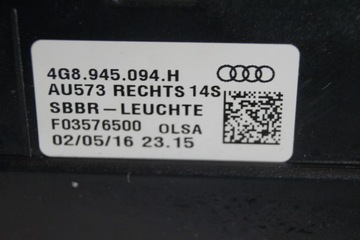 4G8.945.094.H
AU573 RECHTS 14S
SBBR-LEUCHTE
F03576500 OLSA
02/05/16 23.15